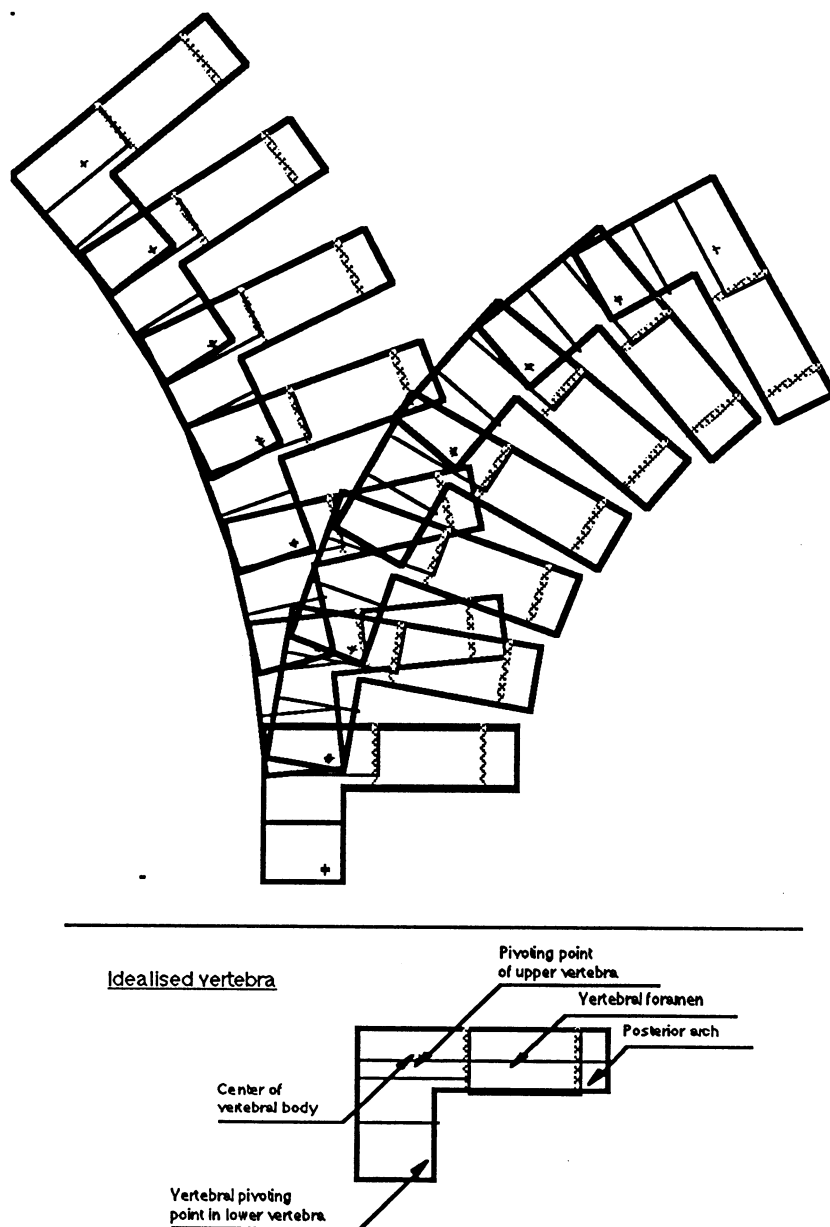 Idealised vertebra
Pivoting point
of upper vertebra
Vertebral foramen
Posterior arch
Center of
vertebral body
Vertebral pivoting
point in lower vertebra